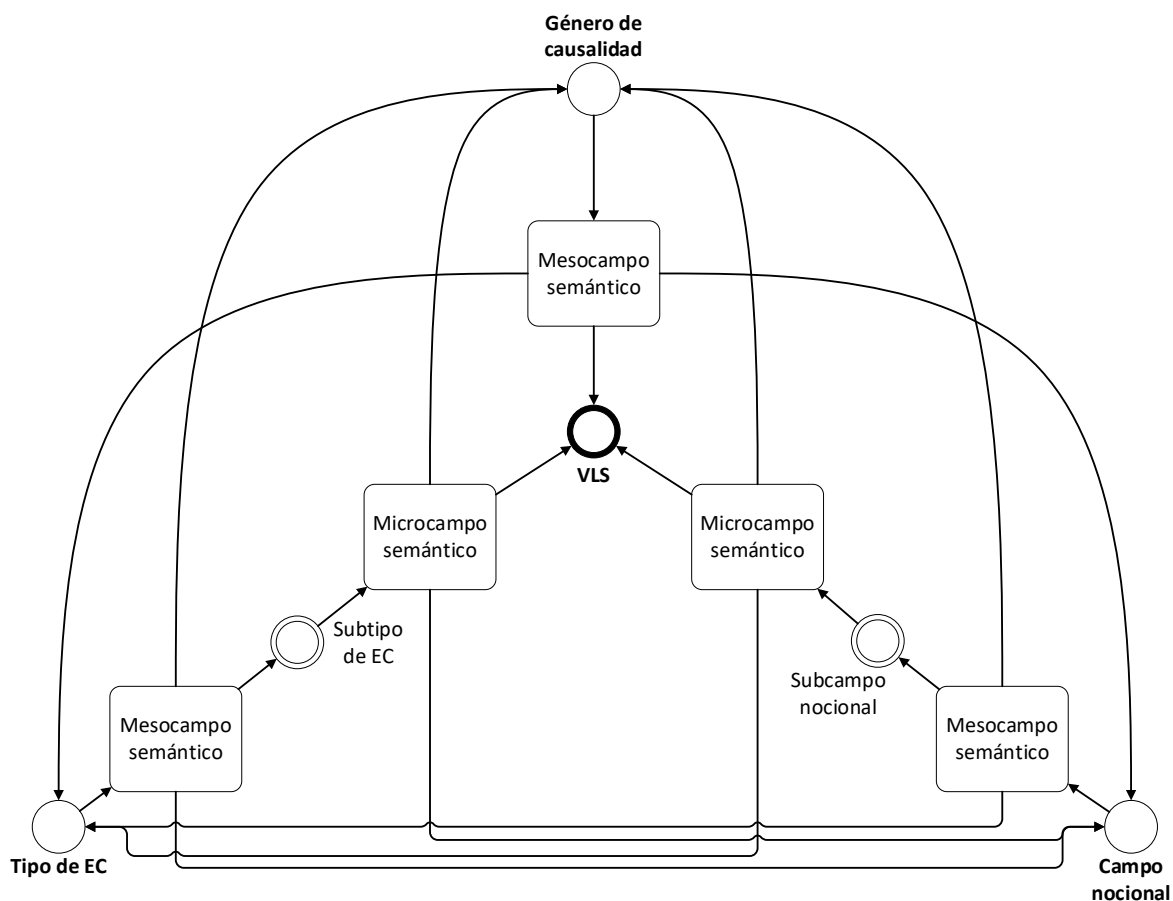 Género de
causalidad
Mesocampo
semántico
VLS
Microcampo
semántico
Microcampo
semántico
Subtipo
de EC
Subcampo
nocional
Mesocampo
semántico
Mesocampo
semántico
Tipo de EC
Campo
nocional